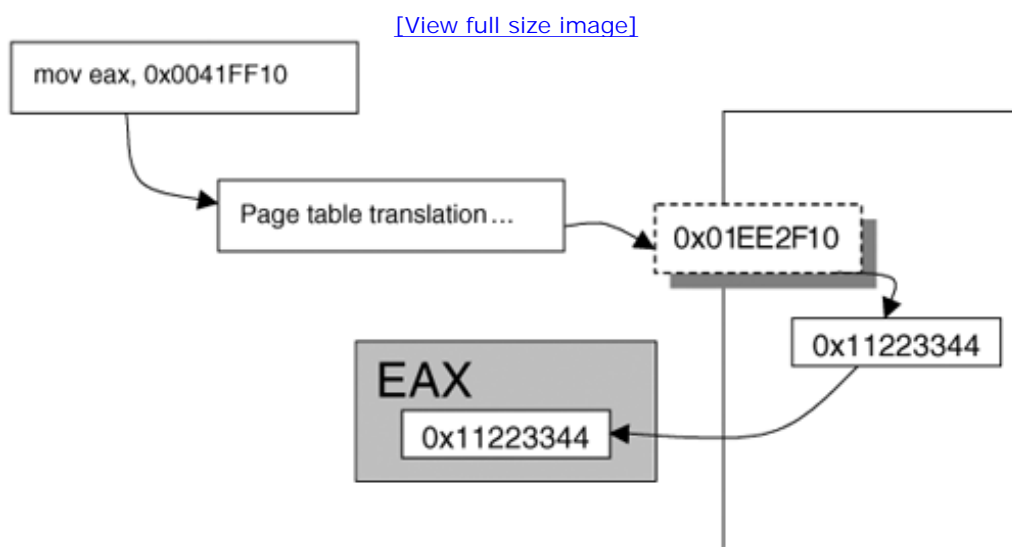 [View full size image]
mov eax, 0x0041FF10
Page table translation...
0x01EE2F10
0x11223344
EAX
0x11223344